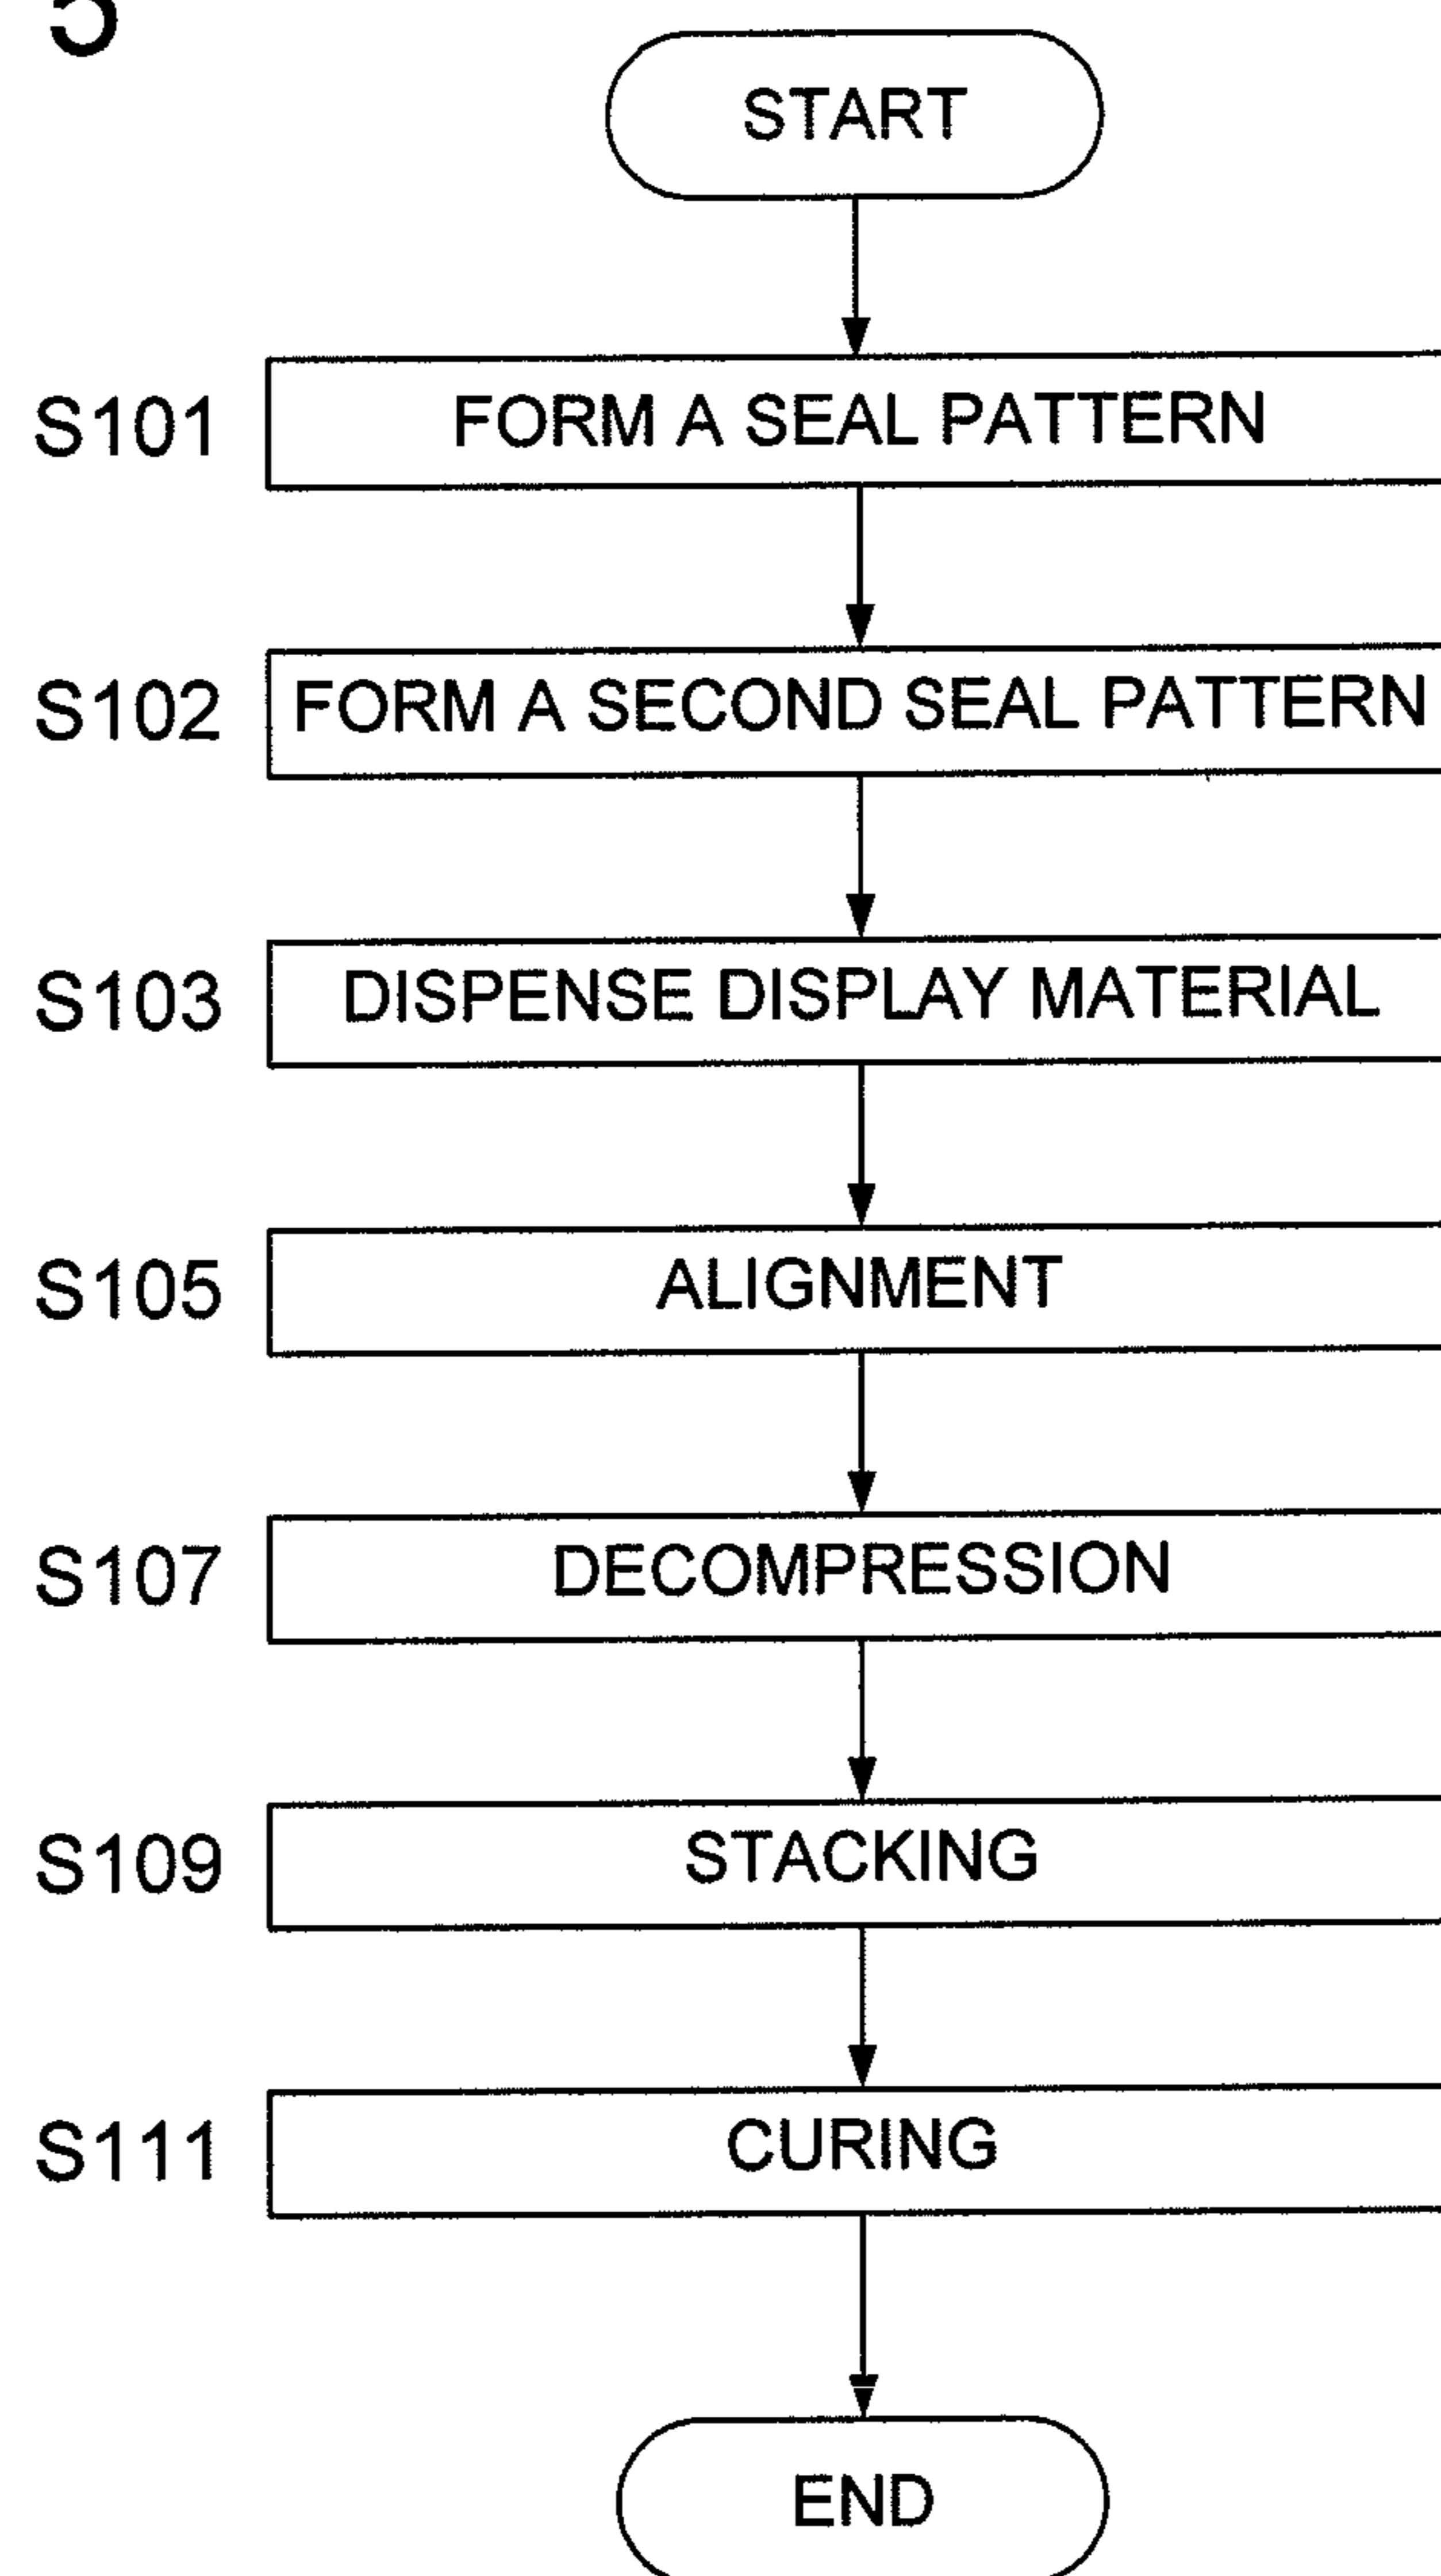 5
START
S101 FORM A SEAL PATTERN
S102 FORM A SECOND SEAL PATTERN
S103 DISPENSE DISPLAY MATERIAL
S105 ALIGNMENT
S107 DECOMPRESSION
S109 STACKING
S111 CURING
END